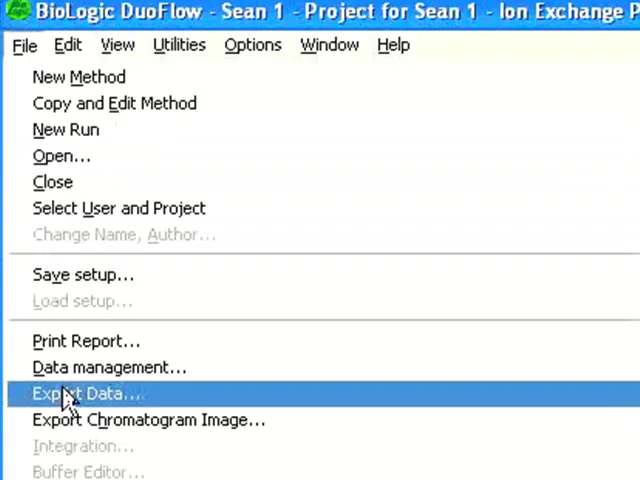 BioLogic DuoFlow - Sean 1 - Project for Sean 1 - Ion Exchange P
File Edit View Utilities Options Window Help
New Method
Copy and Edit Method
New Run
Open...
Close
Select User and Project
Change Name, Author...
Save setup...
Load setup...
Print Report...
Data management...
Export Data...
Export Chromatogram Image...
Integration...
Buffer Editor...